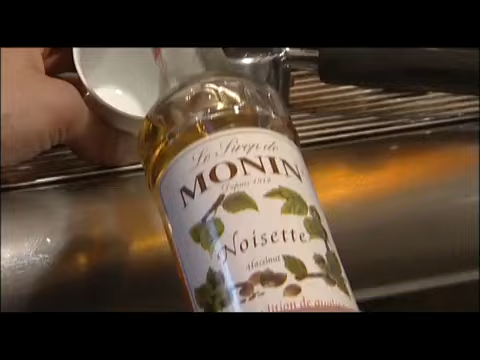 Le Sirop de
MONIN
Depuis 1912
Noisette
Hazelnut